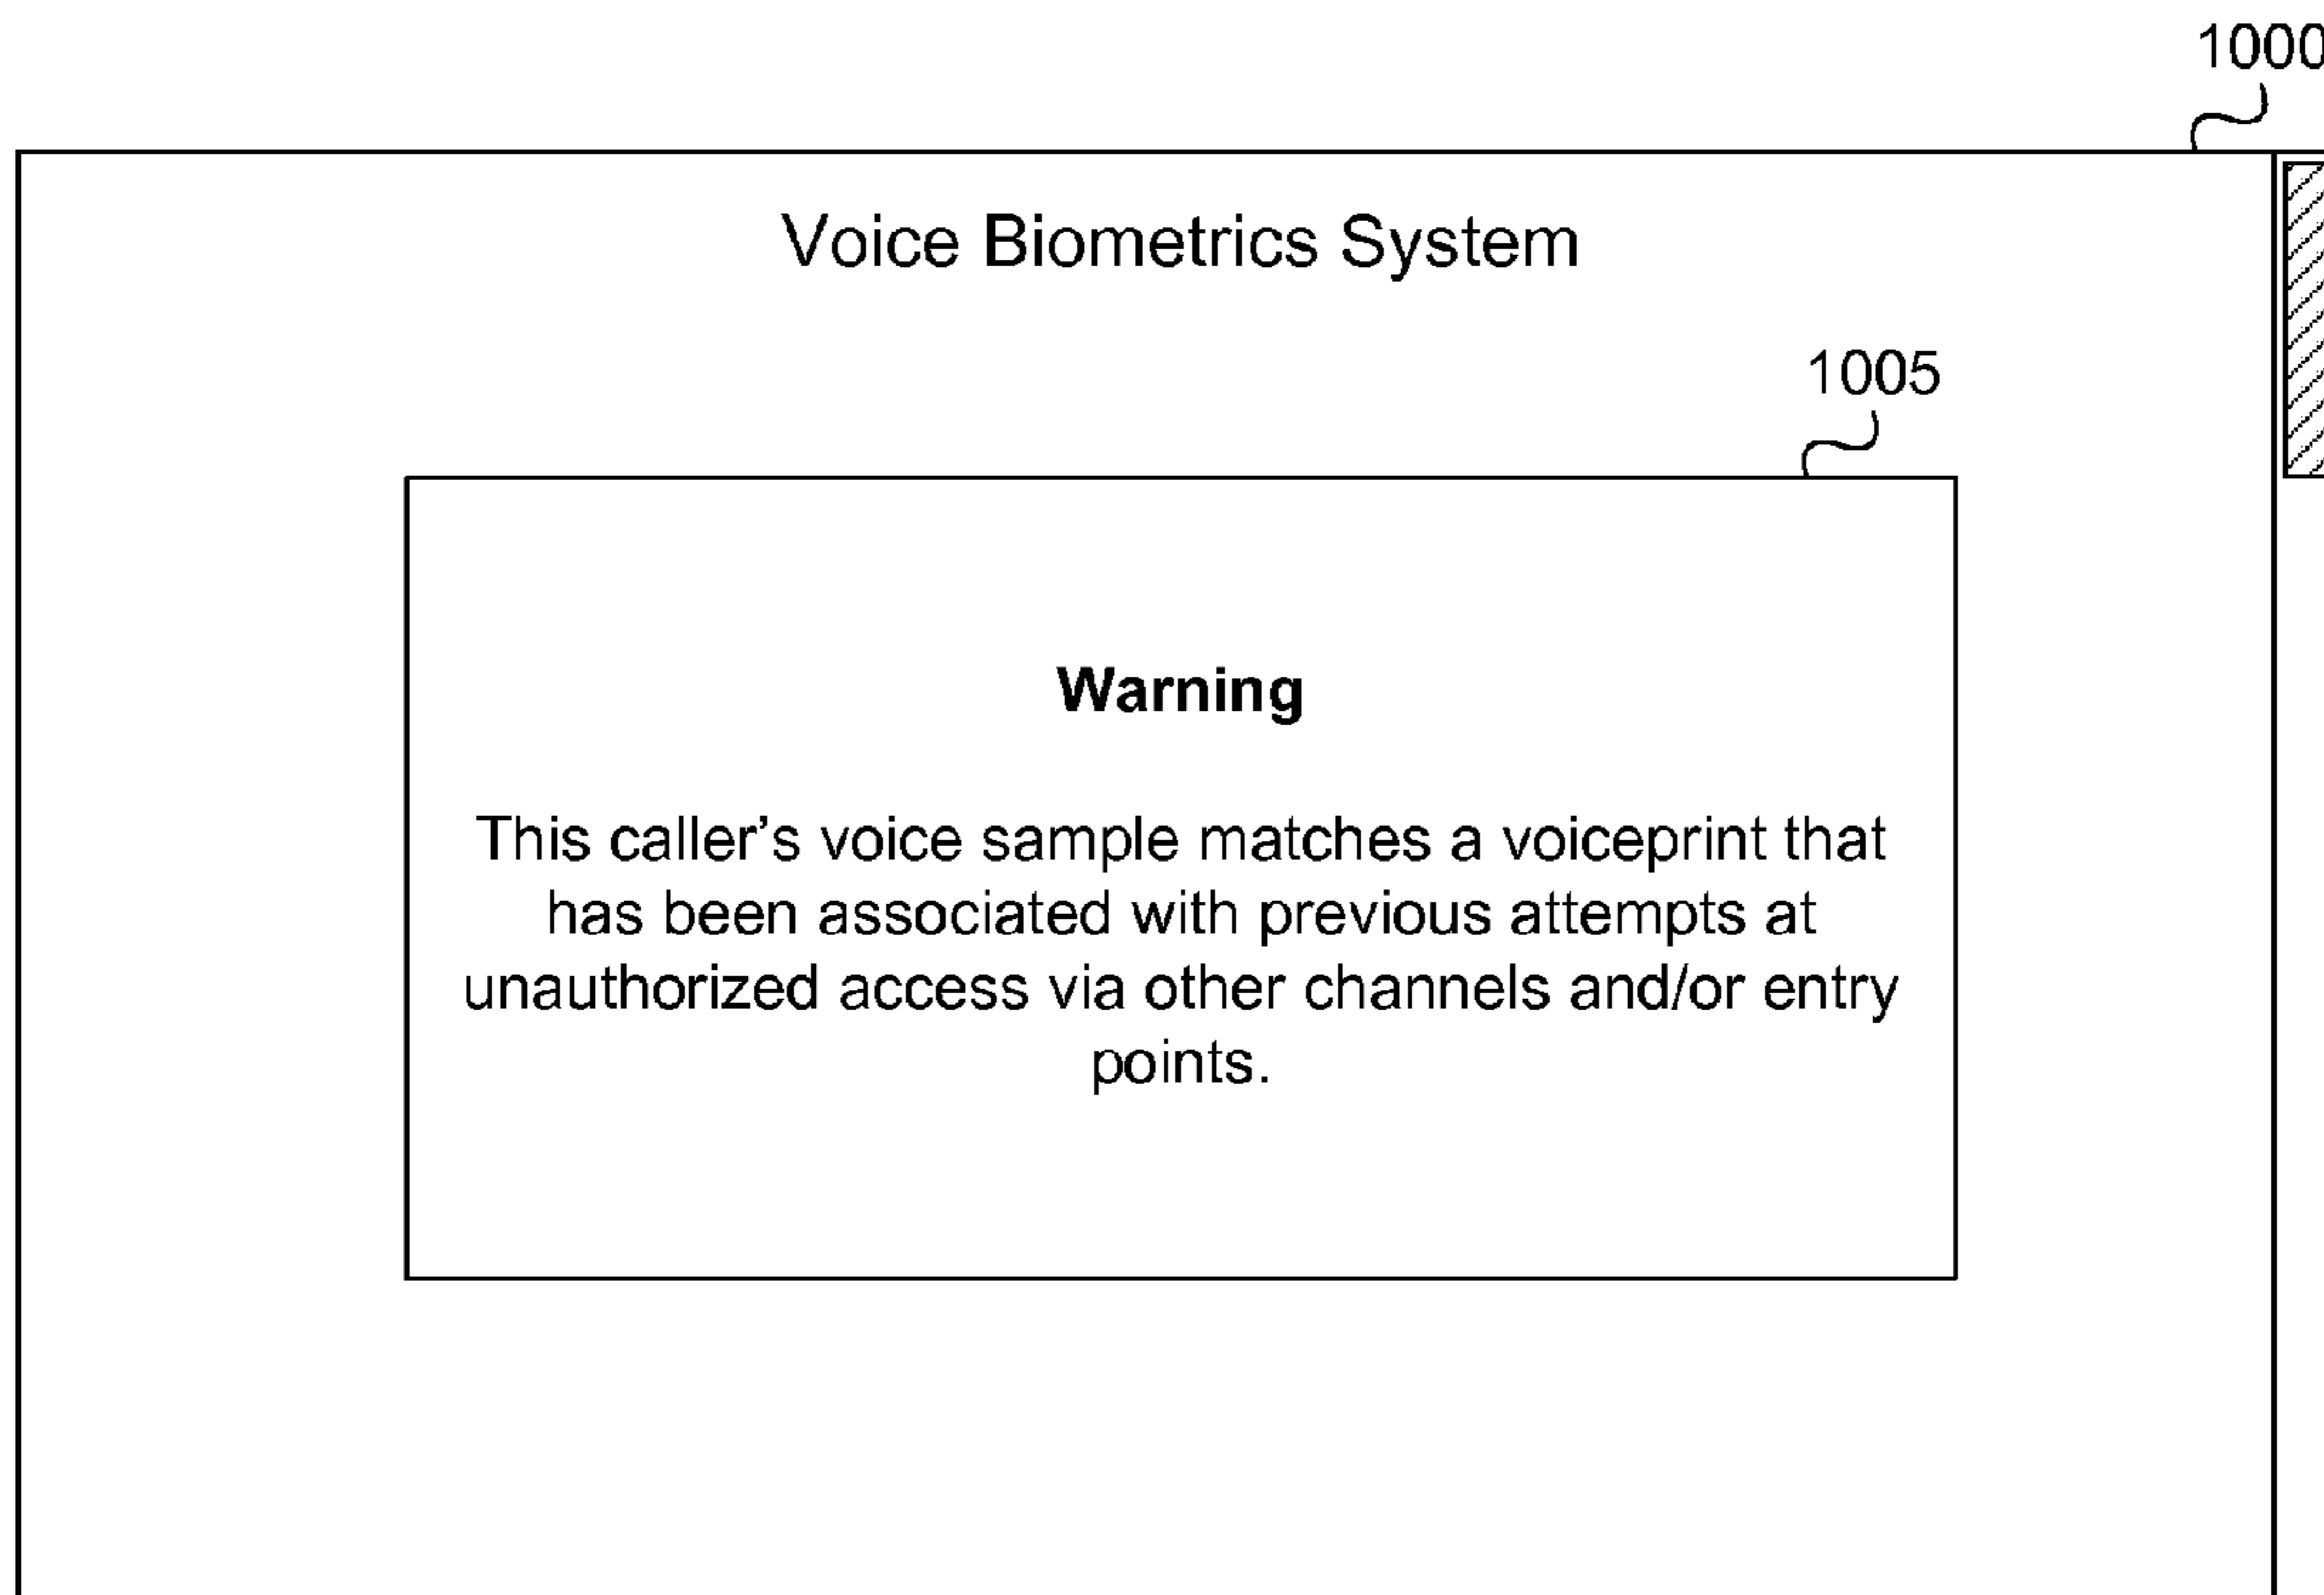 1000
Voice Biometrics System
1005
Warning
This caller’s voice sample matches a voiceprint that
has been associated with previous attempts at
unauthorized access via other channels and/or entry
points.